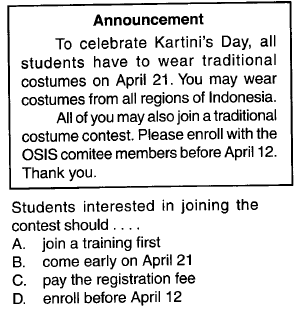 Announcement
To celebrate Kartini's Day, all
students have to wear traditional
costumes on April 21. You may wear
costumes from all regions of Indonesia.
All of you may also join a traditional
costume contest. Please enroll with the
OSIS comitee members before April 12.
Thank you.
Students interested in joining the
contest should . . . .
A. join a training first
B. come early on April 21
C. pay the registration fee
D. enroll before April 12